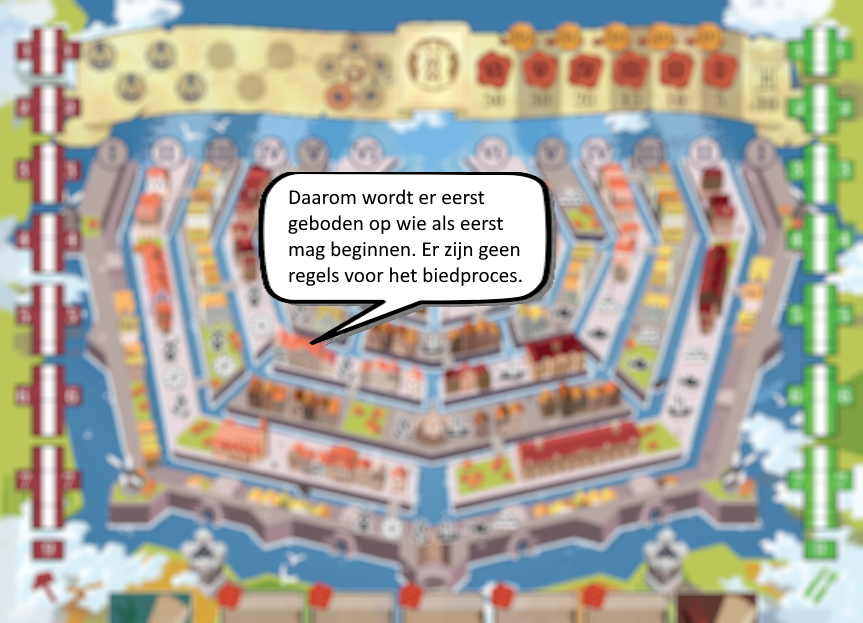 Daarom wordt er eerst
geboden op wie als eerst
mag beginnen. Er zijn geen
regels voor het biedproces.